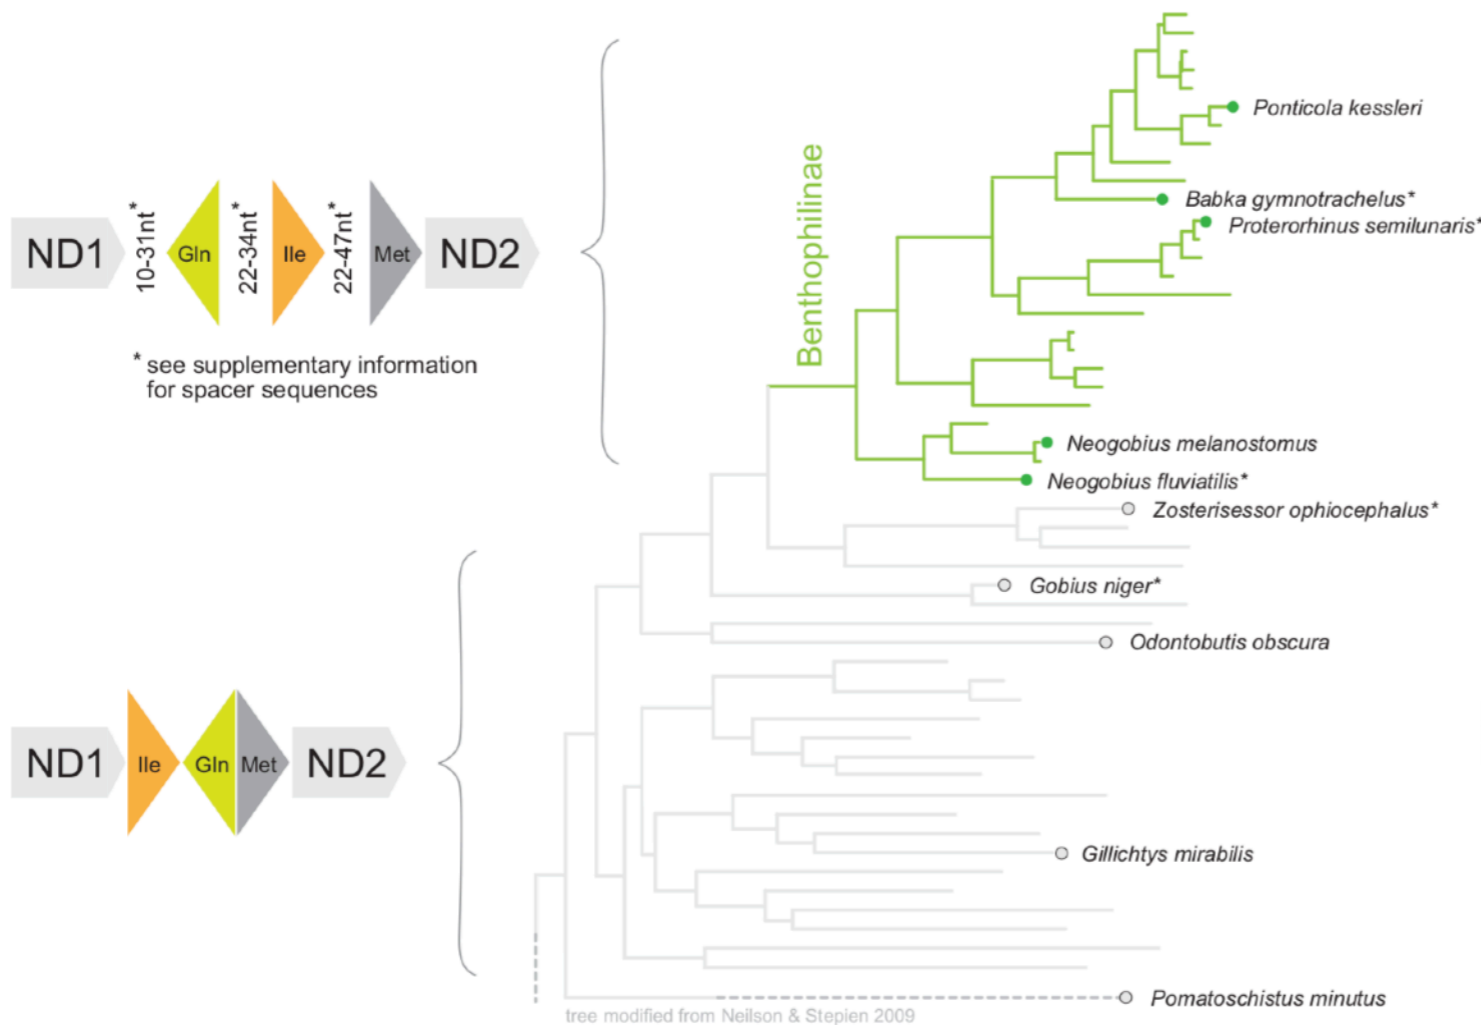 Ponticola kessleri
Benthophilinae
Babka gymnotrachelus*
Proterorhinus semilunaris*
ND1
10-31nt*
Gln
22-34nt*
Ile
22-47nt*
Met
ND2
* see supplementary information
for spacer sequences
Neogobius melanostomus
Neogobius fluviatilis*
Zosterisessor ophiocephalus*
Gobius niger*
Odontobutis obscura
ND1
Ile
Gln
Met
ND2
Gillichtys mirabilis
Pomatoschistus minutus
tree modified from Neilson & Stepien 2009